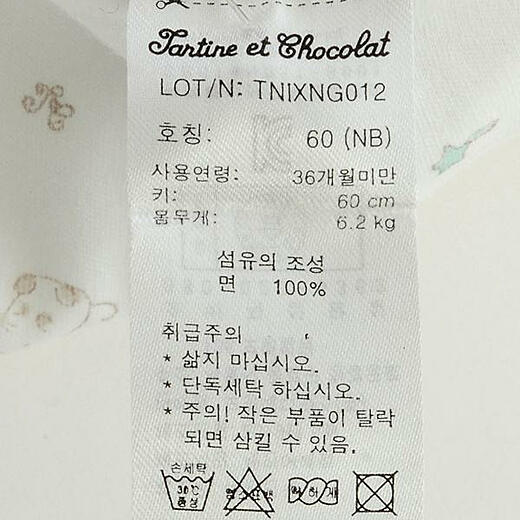 Tartine et Chocolat
LOT/N: TNIXNG012
호칭: 60 (NB)
사용연령: 36개월미만
키: 60 cm
몸무게: 6.2 kg
섬유의 조성
면 100%
취급주의
* 삶지 마십시오.
* 단독세탁 하십시오.
* 주의! 작은 부품이 탈락
되면 삼킬 수 있음.
손세탁
30℃
중성